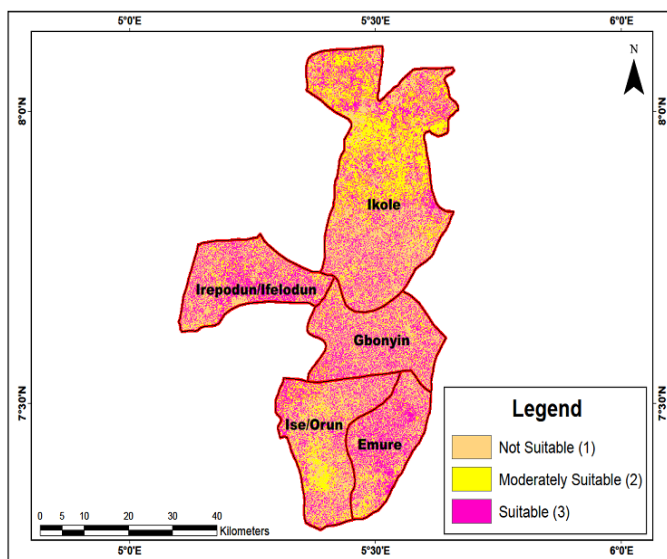 5°0'E 5°30'E 6°0'E
N
8°0'N 8°0'N
Ikole
Irepodun/Ifelodun
Gbonyin
7°30'N 7°30'N
Ise/Orun
Emure
Legend
Not Suitable (1)
Moderately Suitable (2)
Suitable (3)
0 5 10 20 30 40
Kilometers
5°0'E 5°30'E 6°0'E